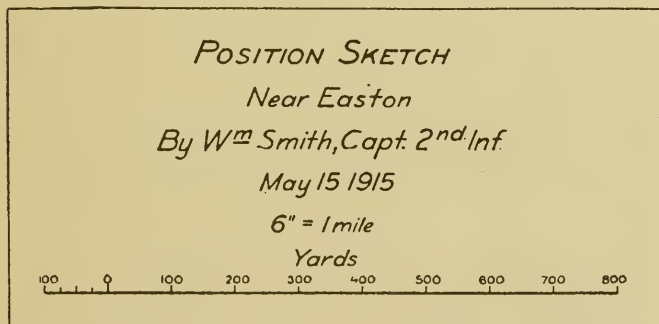 POSITION SKETCH
Near Easton
By Wm Smith, Capt. 2nd Inf.
May 15 1915
6" = 1 mile
Yards
100 0 100 200 300 400 500 600 700 800